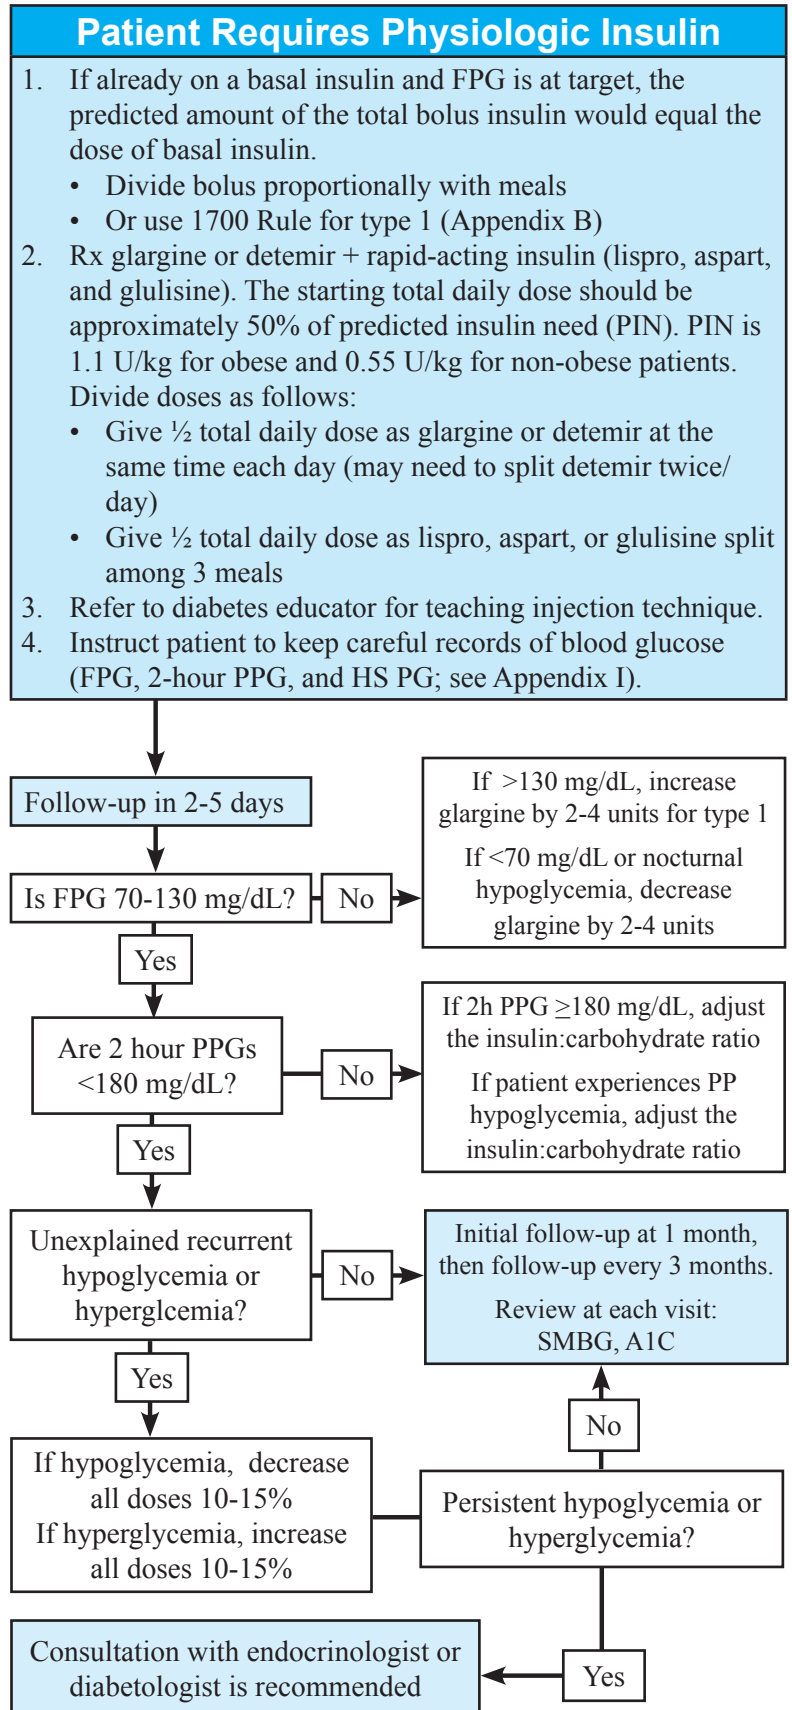 Patient Requires Physiologic Insulin
1. If already on a basal insulin and FPG is at target, the
predicted amount of the total bolus insulin would equal the
dose of basal insulin.
• Divide bolus proportionally with meals
• Or use 1700 Rule for type 1 (Appendix B)
2. Rx glargine or detemir + rapid-acting insulin (lispro, aspart,
and glulisine). The starting total daily dose should be
approximately 50% of predicted insulin need (PIN). PIN is
1.1 U/kg for obese and 0.55 U/kg for non-obese patients.
Divide doses as follows:
• Give ½ total daily dose as glargine or detemir at the
same time each day (may need to split detemir twice/
day)
• Give ½ total daily dose as lispro, aspart, or glulisine split
among 3 meals
3. Refer to diabetes educator for teaching injection technique.
4. Instruct patient to keep careful records of blood glucose
(FPG, 2-hour PPG, and HS PG; see Appendix I).
Follow-up in 2-5 days
Is FPG 70-130 mg/dL?
No
If >130 mg/dL, increase
glargine by 2-4 units for type 1
If <70 mg/dL or nocturnal
hypoglycemia, decrease
glargine by 2-4 units
Yes
Are 2 hour PPGs
<180 mg/dL?
No
If 2h PPG ≥180 mg/dL, adjust
the insulin:carbohydrate ratio
If patient experiences PP
hypoglycemia, adjust the
insulin:carbohydrate ratio
Yes
Unexplained recurrent
hypoglycemia or
hyperglcemia?
No
Initial follow-up at 1 month,
then follow-up every 3 months.
Review at each visit:
SMBG, A1C
Yes
No
If hypoglycemia, decrease
all doses 10-15%
If hyperglycemia, increase
all doses 10-15%
Persistent hypoglycemia or
hyperglycemia?
Yes
Consultation with endocrinologist or
diabetologist is recommended